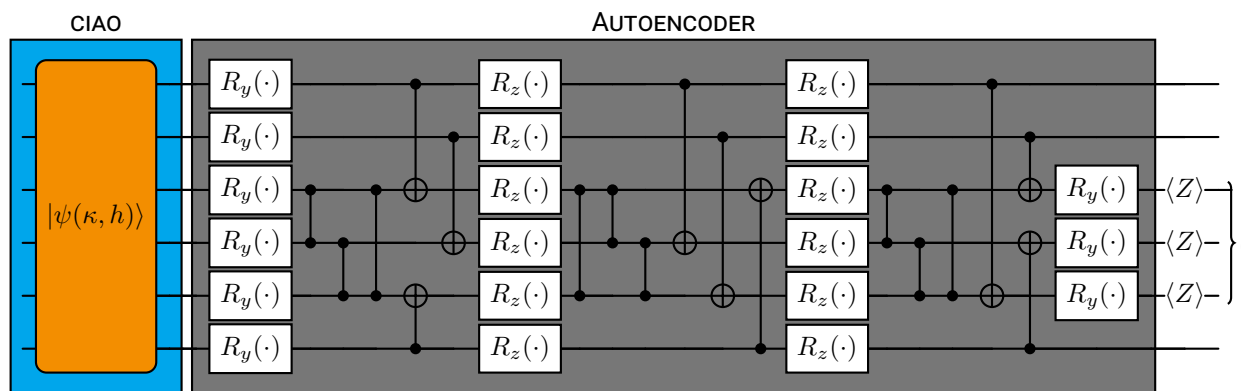 CIAO AUTOENCODER
R_y(·) R_z(·) R_z(·)
R_y(·) R_z(·) R_z(·)
R_y(·) R_z(·) R_z(·) R_y(·) ⟨Z⟩
|ψ(κ, h)⟩ R_y(·) R_z(·) R_z(·) R_y(·) ⟨Z⟩
R_y(·) R_z(·) R_z(·) R_y(·) ⟨Z⟩
R_y(·) R_z(·) R_z(·)